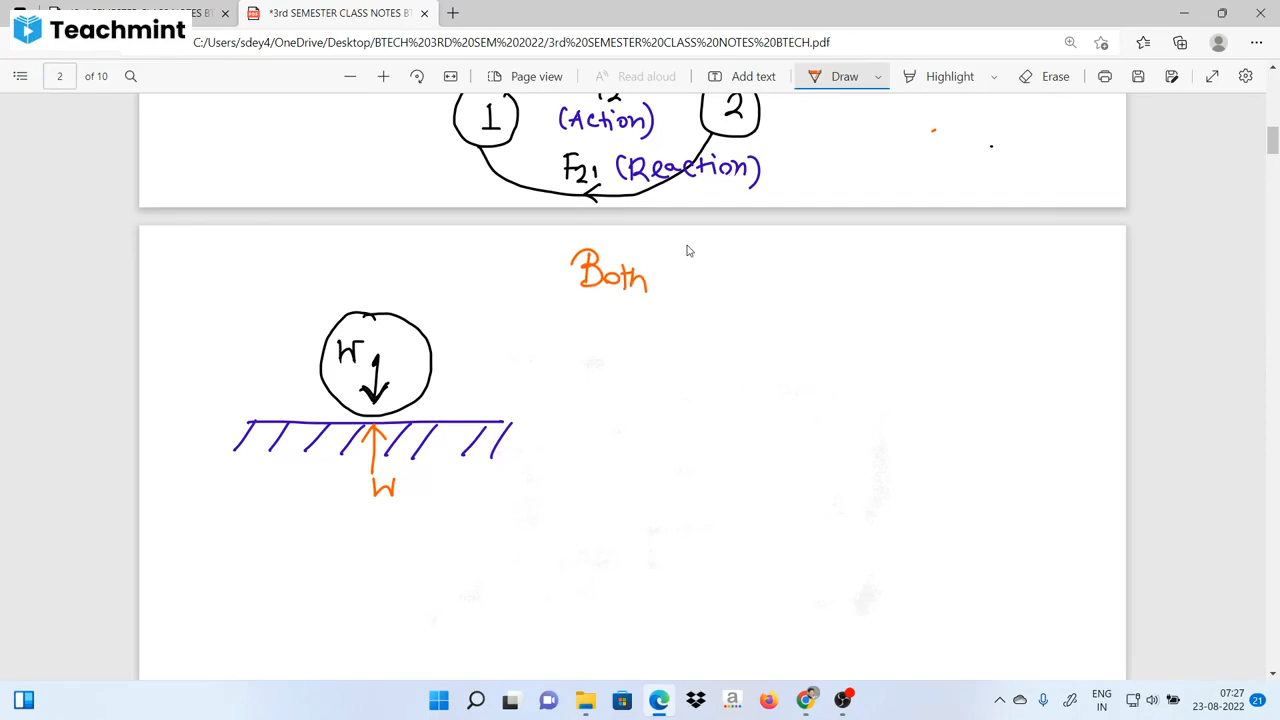 *3rd SEMESTER CLASS NOTES BT
Teachmint
C:/Users/sdey4/OneDrive/Desktop/BTECH%203RD%20SEM%202022/3rd%20SEMESTER%20CLASS%20NOTES%20BTECH.pdf
2 of 10 Page view Read aloud Add text Draw Highlight Erase
1 (Action) 2
F21 (Reaction)
Both
W
W
ENG
IN
07:27
23-08-2022
21